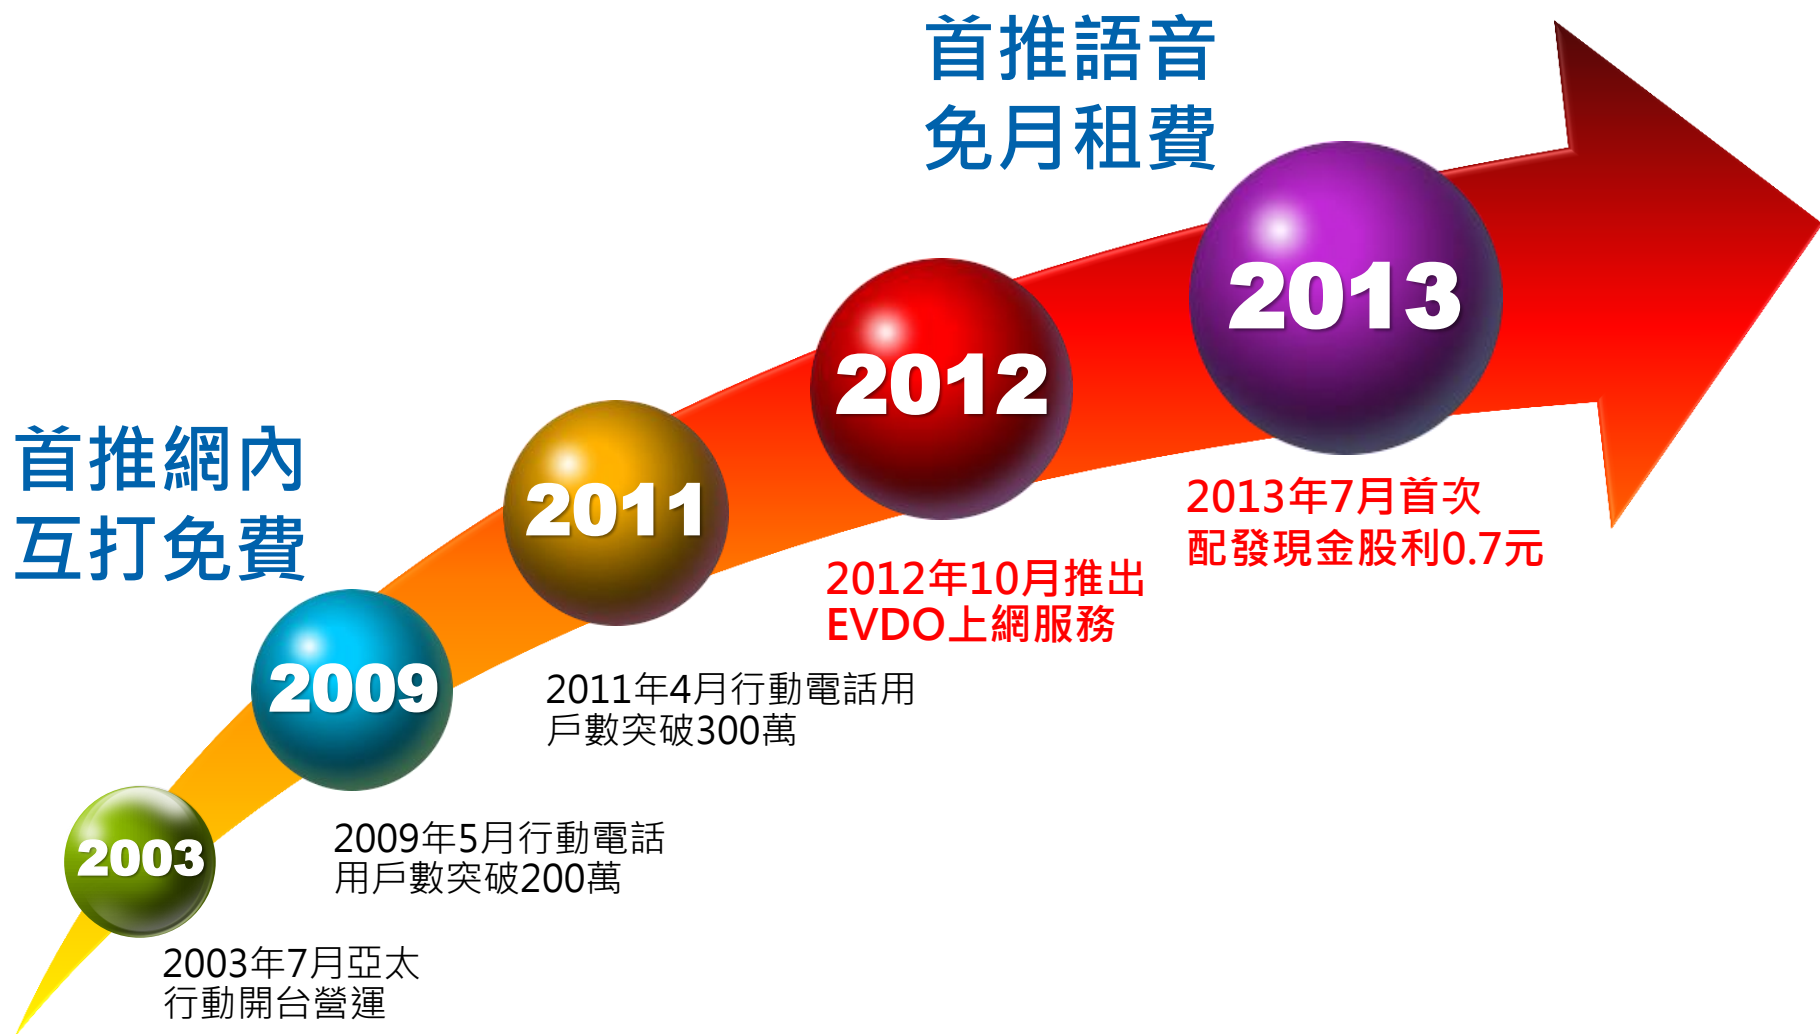 首推語音
免月租費
2013
2013年7月首次
配發現金股利0.7元
2012
2012年10月推出
EVDO上網服務
2011
2011年4月行動電話用
戶數突破300萬
首推網內
互打免費
2009
2009年5月行動電話
用戶數突破200萬
2003
2003年7月亞太
行動開台營運